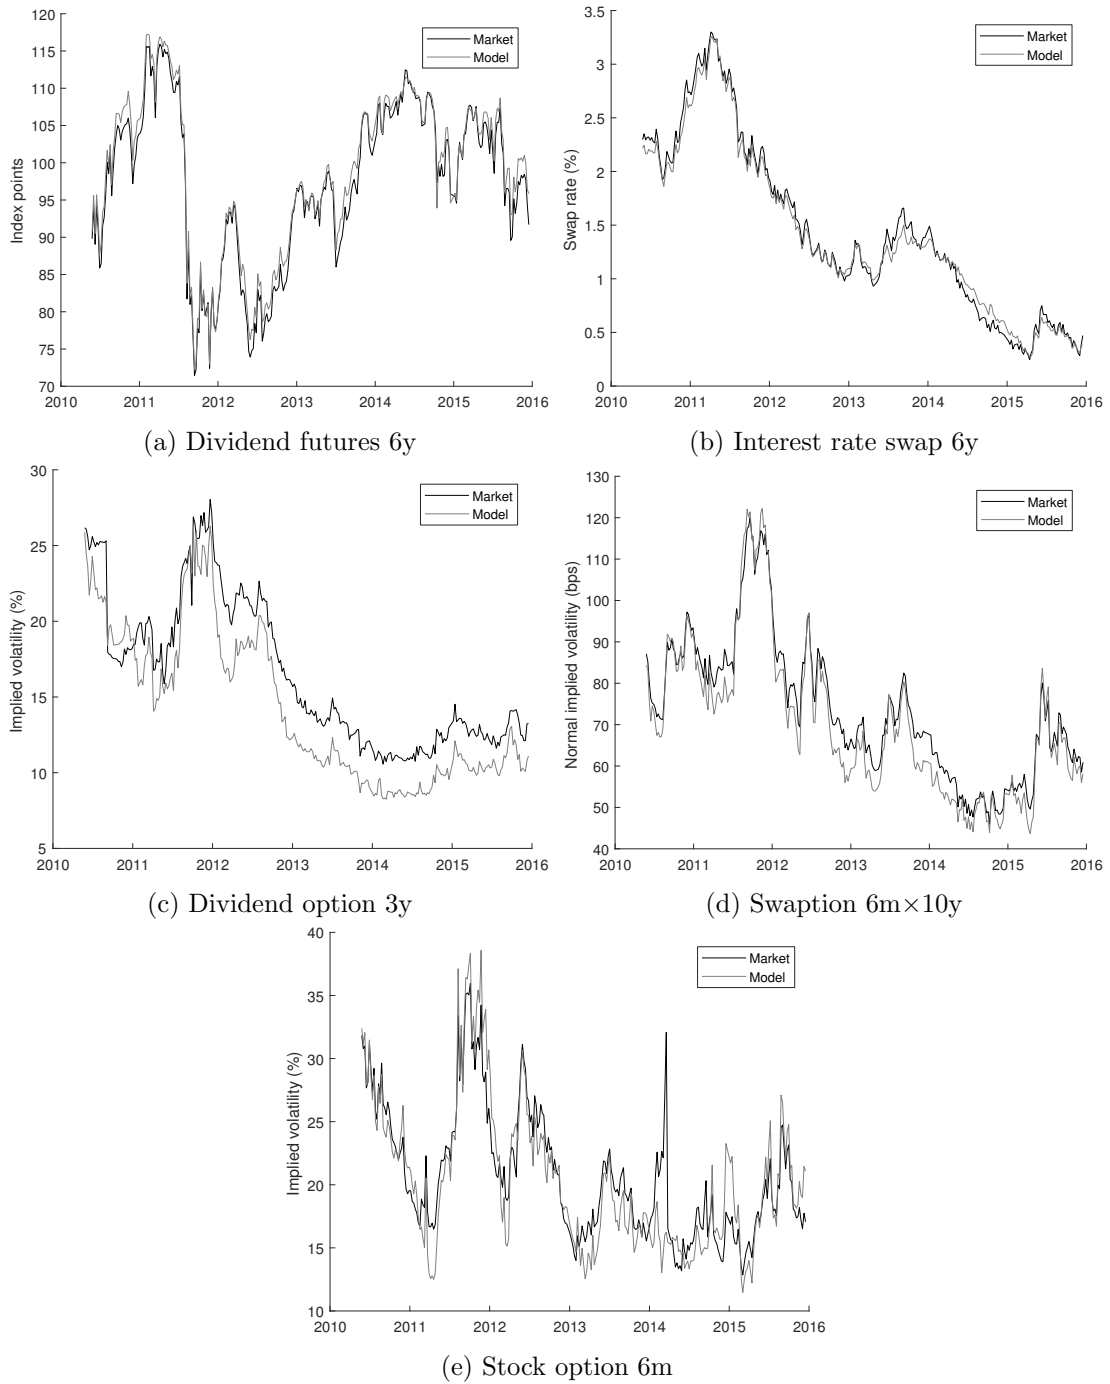 120
115
110
105
100
95
90
85
80
75
70
Index points
2010 2011 2012 2013 2014 2015 2016
Market
Model
(a) Dividend futures 6y
3.5
3
2.5
2
1.5
1
0.5
0
Swap rate (%)
2010 2011 2012 2013 2014 2015 2016
Market
Model
(b) Interest rate swap 6y
30
25
20
15
10
5
Implied volatility (%)
2010 2011 2012 2013 2014 2015 2016
Market
Model
(c) Dividend option 3y
130
120
110
100
90
80
70
60
50
40
Normal implied volatility (bps)
2010 2011 2012 2013 2014 2015 2016
Market
Model
(d) Swaption 6m×10y
40
35
30
25
20
15
10
Implied volatility (%)
2010 2011 2012 2013 2014 2015 2016
Market
Model
(e) Stock option 6m